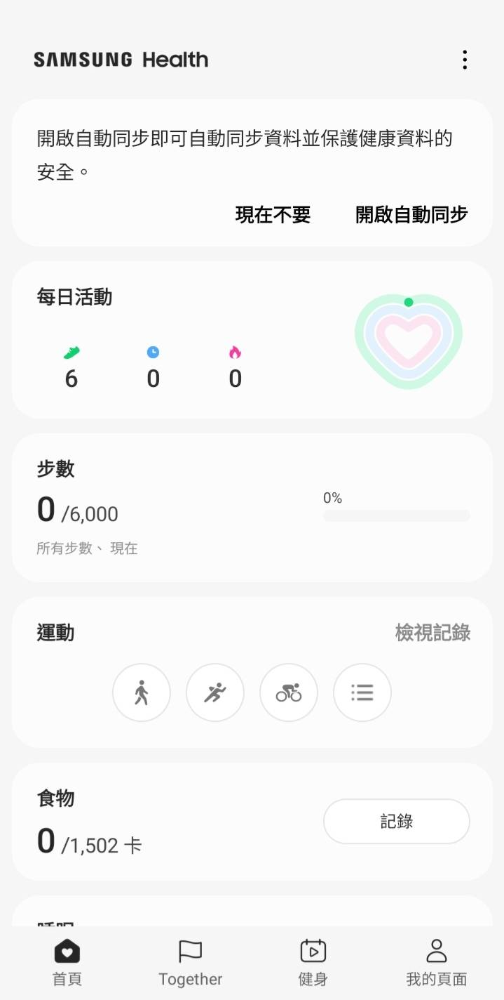 SAMSUNG Health
開啟自動同步即可自動同步資料並保護健康資料的
安全。
現在不要 開啟自動同步
每日活動
6 0 0
步數
0 /6,000
0%
所有步數、 現在
運動 檢視記錄
食物
0 /1,502 卡
記錄
首頁 Together 健身 我的頁面